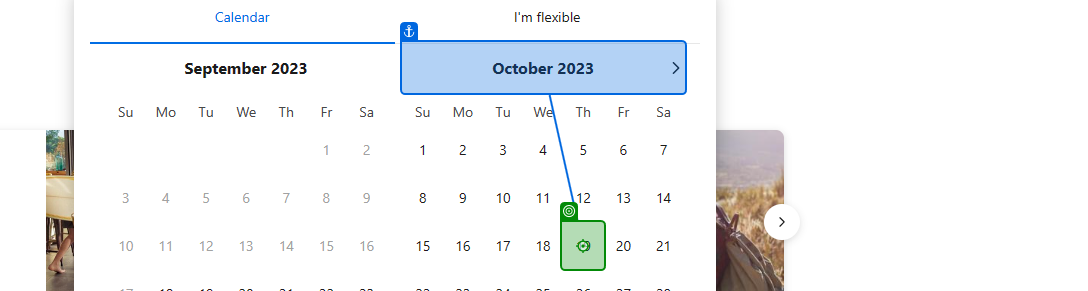 Calendar I'm flexible
September 2023 October 2023
Su Mo Tu We Th Fr Sa Su Mo Tu We Th Fr Sa
1 2 1 2 3 4 5 6 7
3 4 5 6 7 8 9 8 9 10 11 12 13 14
10 11 12 13 14 15 16 15 16 17 18 20 21